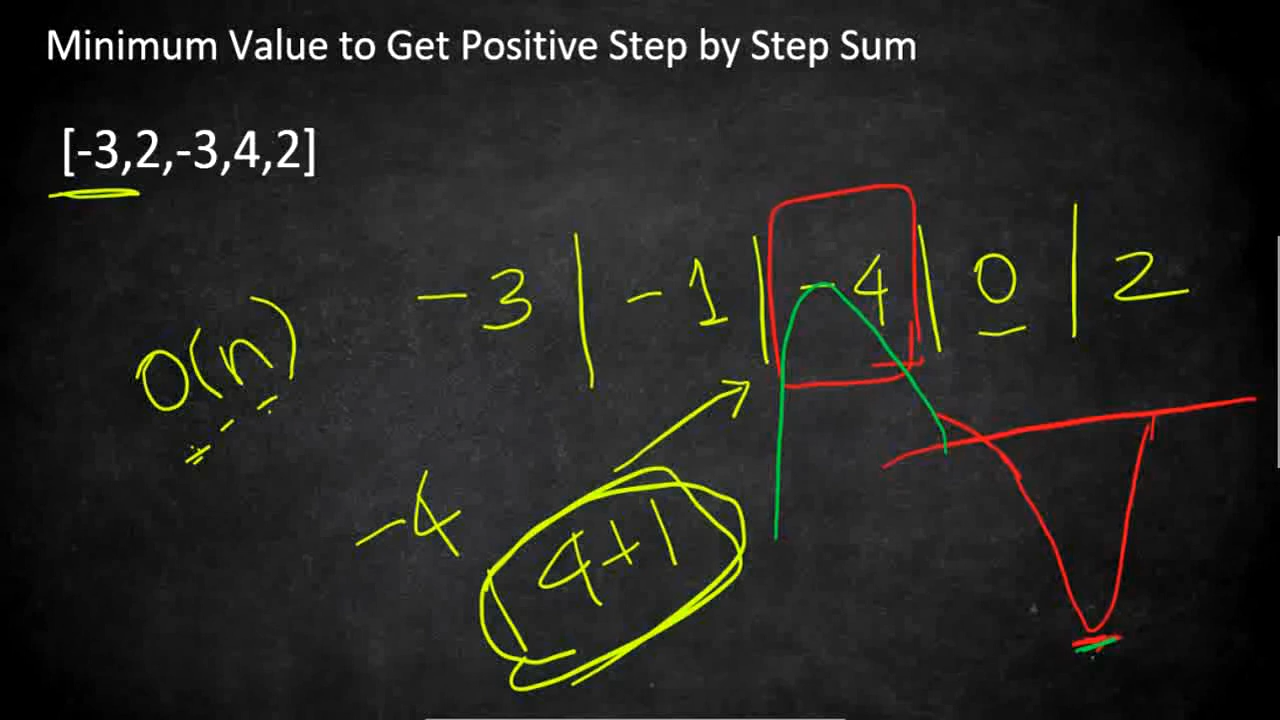 Minimum Value to Get Positive Step by Step Sum
[-3,2,-3,4,2]
-3 | -1 | -4 | 0 | 2
O(n)
-4
4+1